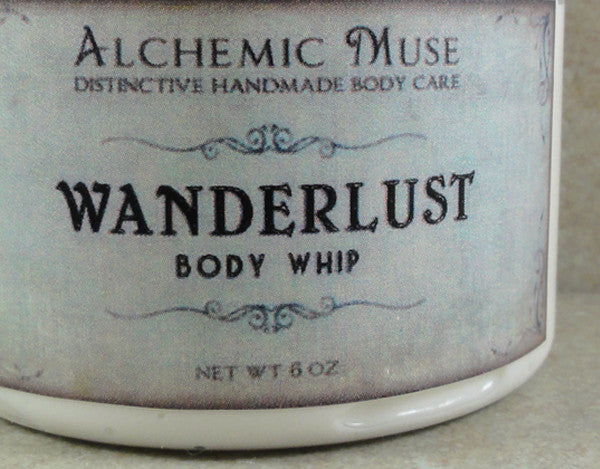 ALCHEMIC MUSE
DISTINCTIVE HANDMADE BODY CARE
WANDERLUST
BODY WHIP
NET WT 6 OZ